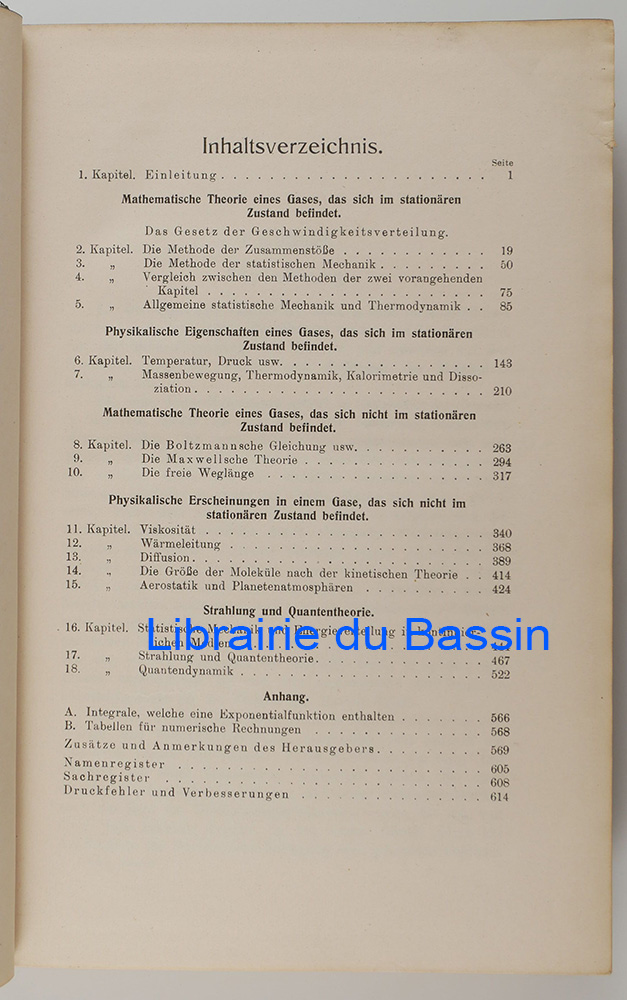 Inhaltsverzeichnis.
Seite
1. Kapitel. Einleitung . . . . . . . . . . . . . . . . . . . . . . 1
Mathematische Theorie eines Gases, das sich im stationären
Zustand befindet.
Das Gesetz der Geschwindigkeitsverteilung.
2. Kapitel. Die Methode der Zusammenstöße . . . . . . . . . . . . 19
3. „ Die Methode der statistischen Mechanik . . . . . . . . . 50
4. „ Vergleich zwischen den Methoden der zwei vorangehenden
Kapitel . . . . . . . . . . . . . . . . . . . . . . . 75
5. „ Allgemeine statistische Mechanik und Thermodynamik . . 85
Physikalische Eigenschaften eines Gases, das sich im stationären
Zustand befindet.
6. Kapitel. Temperatur, Druck usw. . . . . . . . . . . . . . . . . 143
7. „ Massenbewegung, Thermodynamik, Kalorimetrie und Disso-
ziation . . . . . . . . . . . . . . . . . . . . . . . . 210
Mathematische Theorie eines Gases, das sich nicht im stationären
Zustand befindet.
8. Kapitel. Die Boltzmannsche Gleichung usw. . . . . . . . . . . 263
9. „ Die Maxwellsche Theorie . . . . . . . . . . . . . . . 294
10. „ Die freie Weglänge . . . . . . . . . . . . . . . . . . 317
Physikalische Erscheinungen in einem Gase, das sich nicht im
stationären Zustand befindet.
11. Kapitel. Viskosität . . . . . . . . . . . . . . . . . . . . . . . 340
12. „ Wärmeleitung . . . . . . . . . . . . . . . . . . . . . 368
13. „ Diffusion . . . . . . . . . . . . . . . . . . . . . . . . 389
14. „ Die Größe der Moleküle nach der kinetischen Theorie . . 414
15. „ Aerostatik und Planetenatmosphären . . . . . . . . . . 424
Strahlung und Quantentheorie.
16. Kapitel. Statistische Mechanik und Energieverteilung in
Librairie du Bassin
lichen Medien
17. „ Strahlung und Quantentheorie . . . . . . . . . . . . . . 467
18. „ Quantendynamik . . . . . . . . . . . . . . . . . . . . 522
Anhang.
A. Integrale, welche eine Exponentialfunktion enthalten . . . . . . . 566
B. Tabellen für numerische Rechnungen . . . . . . . . . . . . . . 568
Zusätze und Anmerkungen des Herausgebers . . . . . . . . . 569
Namenregister . . . . . . . . . . . . . . . . . . . . . . . . . 605
Sachregister . . . . . . . . . . . . . . . . . . . . . . . . . . 608
Druckfehler und Verbesserungen . . . . . . . . . . . . . . . 614